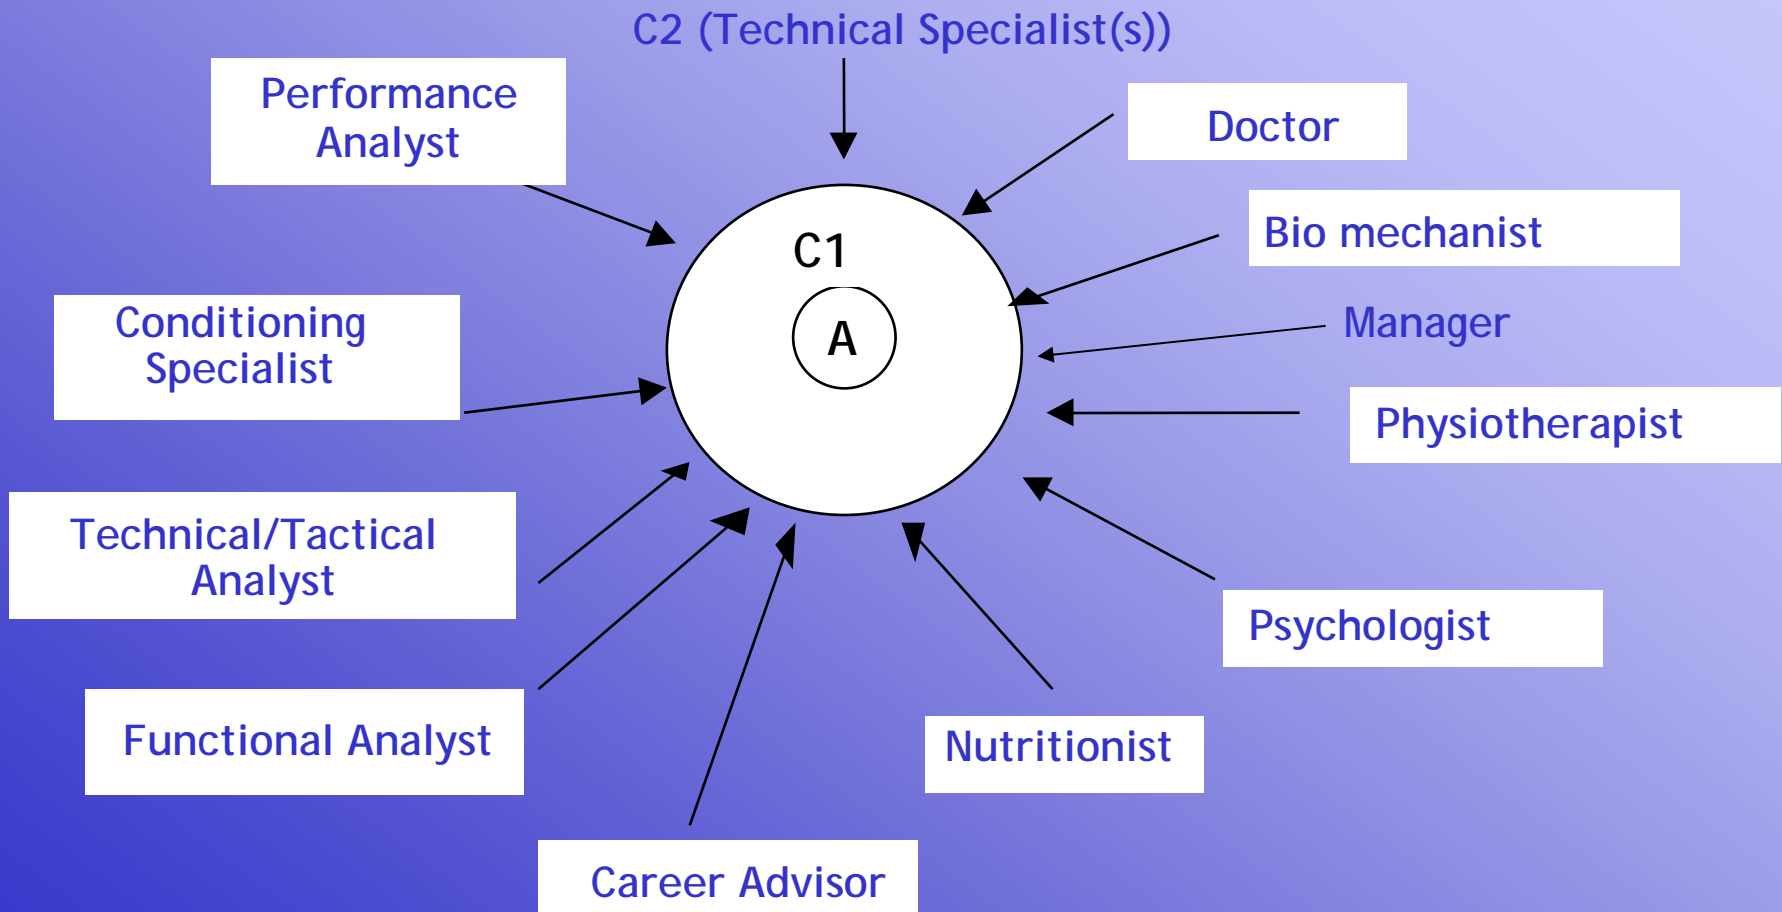 C2 (Technical Specialist(s))
Performance
Analyst
Doctor
Bio mechanist
C1
A
Manager
Conditioning
Specialist
Physiotherapist
Technical/Tactical
Analyst
Psychologist
Functional Analyst
Nutritionist
Career Advisor